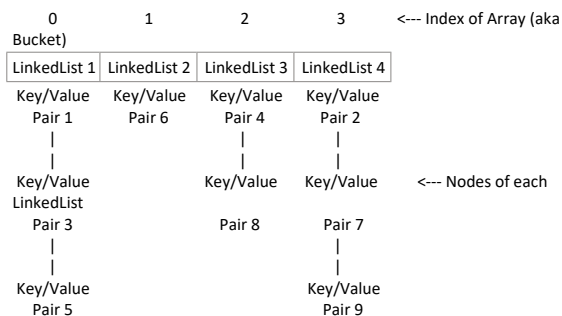 0 1 2 3 <--- Index of Array (aka
Bucket)
LinkedList 1 LinkedList 2 LinkedList 3 LinkedList 4
Key/Value Key/Value Key/Value Key/Value
Pair 1 Pair 6 Pair 4 Pair 2
| | |
| | |
Key/Value Key/Value Key/Value <--- Nodes of each
LinkedList
Pair 3 Pair 8 Pair 7
| |
| |
Key/Value Key/Value
Pair 5 Pair 9